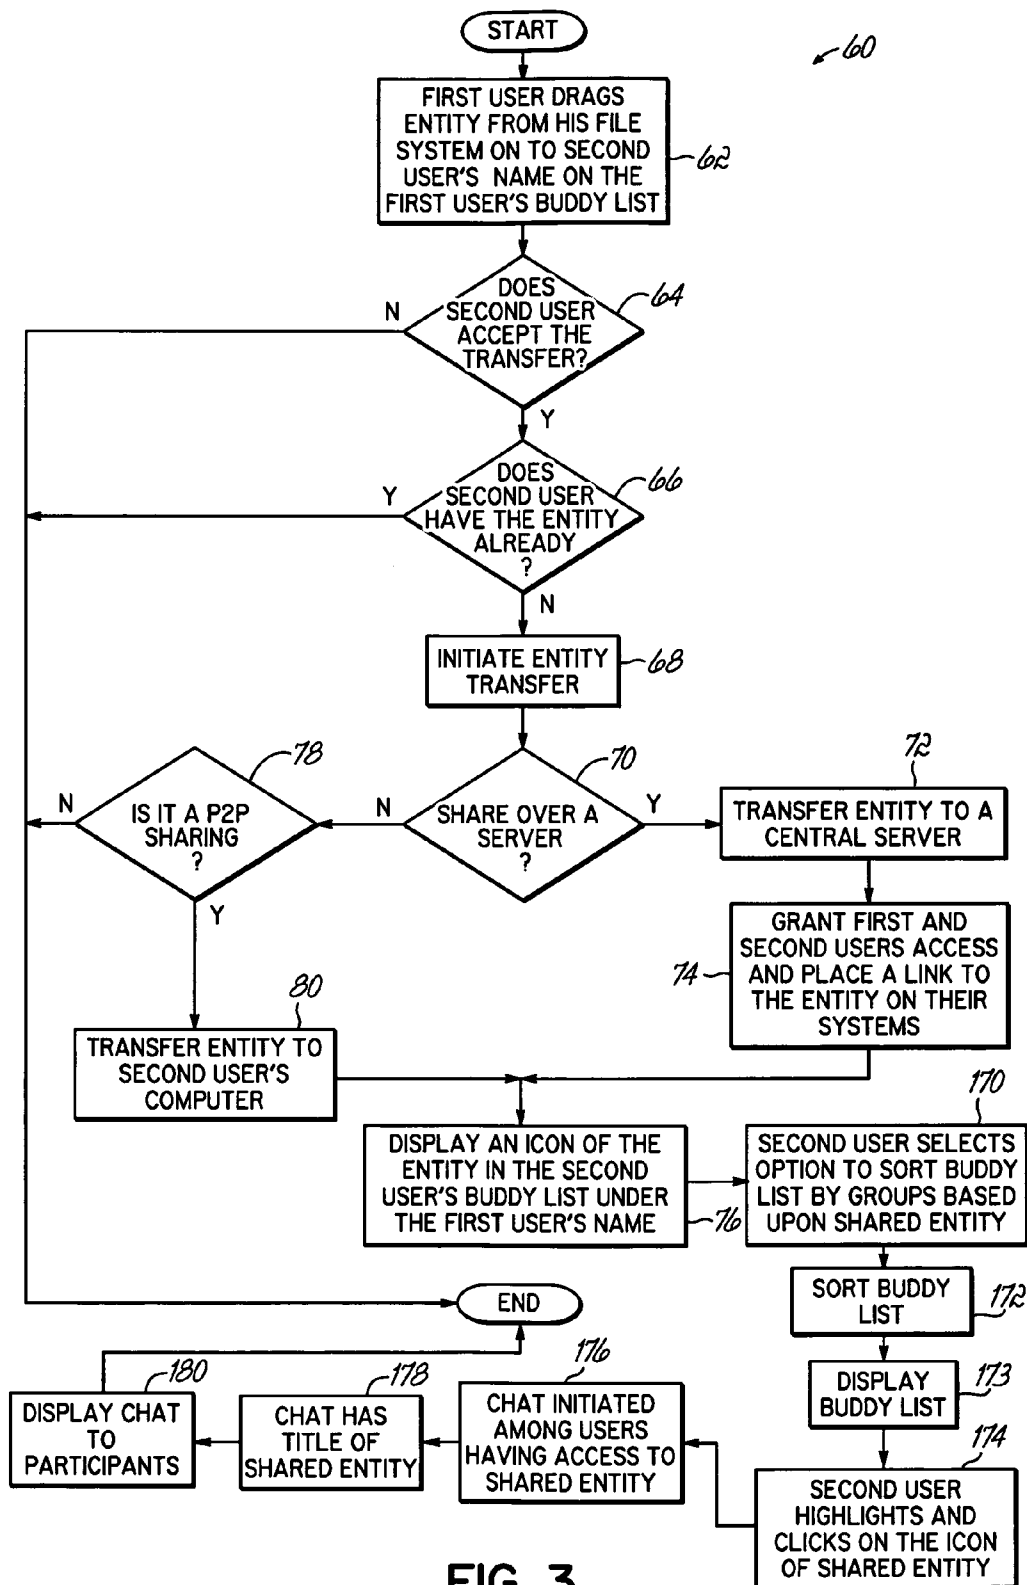 START
60
FIRST USER DRAGS
ENTITY FROM HIS FILE
SYSTEM ON TO SECOND
USER'S NAME ON THE
FIRST USER'S BUDDY LIST
62
DOES
SECOND USER
ACCEPT THE
TRANSFER?
64
N
Y
DOES
SECOND USER
HAVE THE ENTITY
ALREADY
?
66
Y
N
INITIATE ENTITY
TRANSFER
68
IS IT A P2P
SHARING
?
78
N
Y
SHARE OVER A
SERVER
?
70
N
Y
72
TRANSFER ENTITY TO A
CENTRAL SERVER
GRANT FIRST AND
SECOND USERS ACCESS
AND PLACE A LINK TO
THE ENTITY ON THEIR
SYSTEMS
74
80
TRANSFER ENTITY TO
SECOND USER'S
COMPUTER
DISPLAY AN ICON OF THE
ENTITY IN THE SECOND
USER'S BUDDY LIST UNDER
THE FIRST USER'S NAME
76
170
SECOND USER SELECTS
OPTION TO SORT BUDDY
LIST BY GROUPS BASED
UPON SHARED ENTITY
SORT BUDDY
LIST
172
DISPLAY
BUDDY LIST
173
174
SECOND USER
HIGHLIGHTS AND
CLICKS ON THE ICON
OF SHARED ENTITY
176
CHAT INITIATED
AMONG USERS
HAVING ACCESS TO
SHARED ENTITY
178
CHAT HAS
TITLE OF
SHARED ENTITY
180
DISPLAY CHAT
TO
PARTICIPANTS
END
FIG. 3